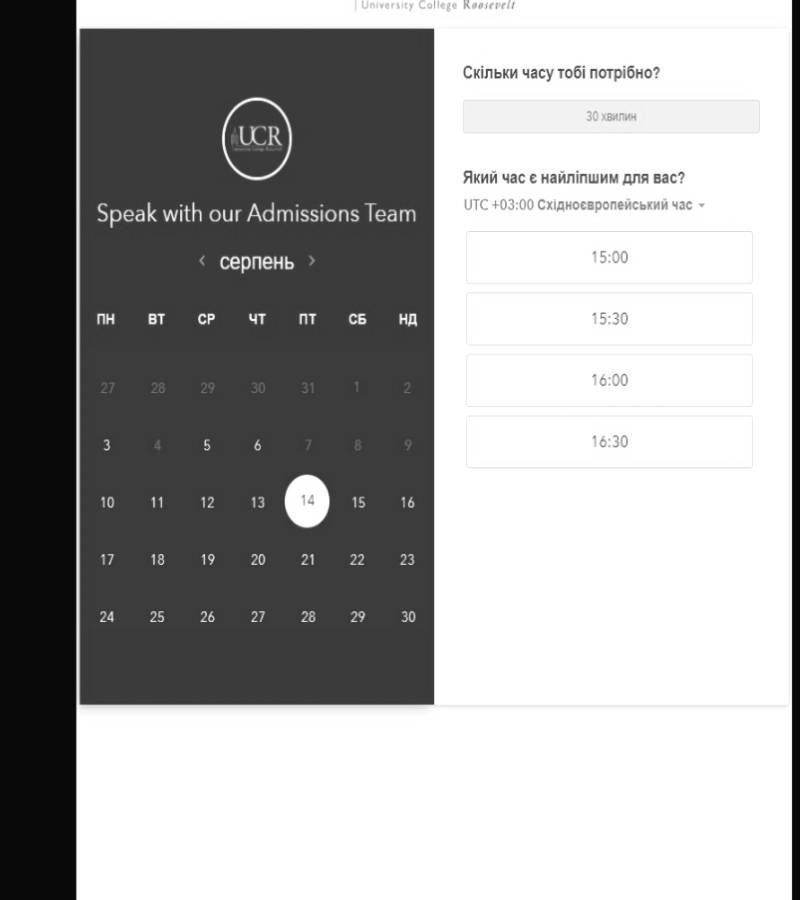 | University College Roosevelt
UCR
Speak with our Admissions Team
< серпень >
ПН ВТ СР ЧТ ПТ СБ НД
27 28 29 30 31 1 2
3 4 5 6 7 8 9
10 11 12 13 14 15 16
17 18 19 20 21 22 23
24 25 26 27 28 29 30
Скільки часу тобі потрібно?
30 хвилин
Який час є найліпшим для вас?
UTC +03:00 Східноєвропейський час
15:00
15:30
16:00
16:30